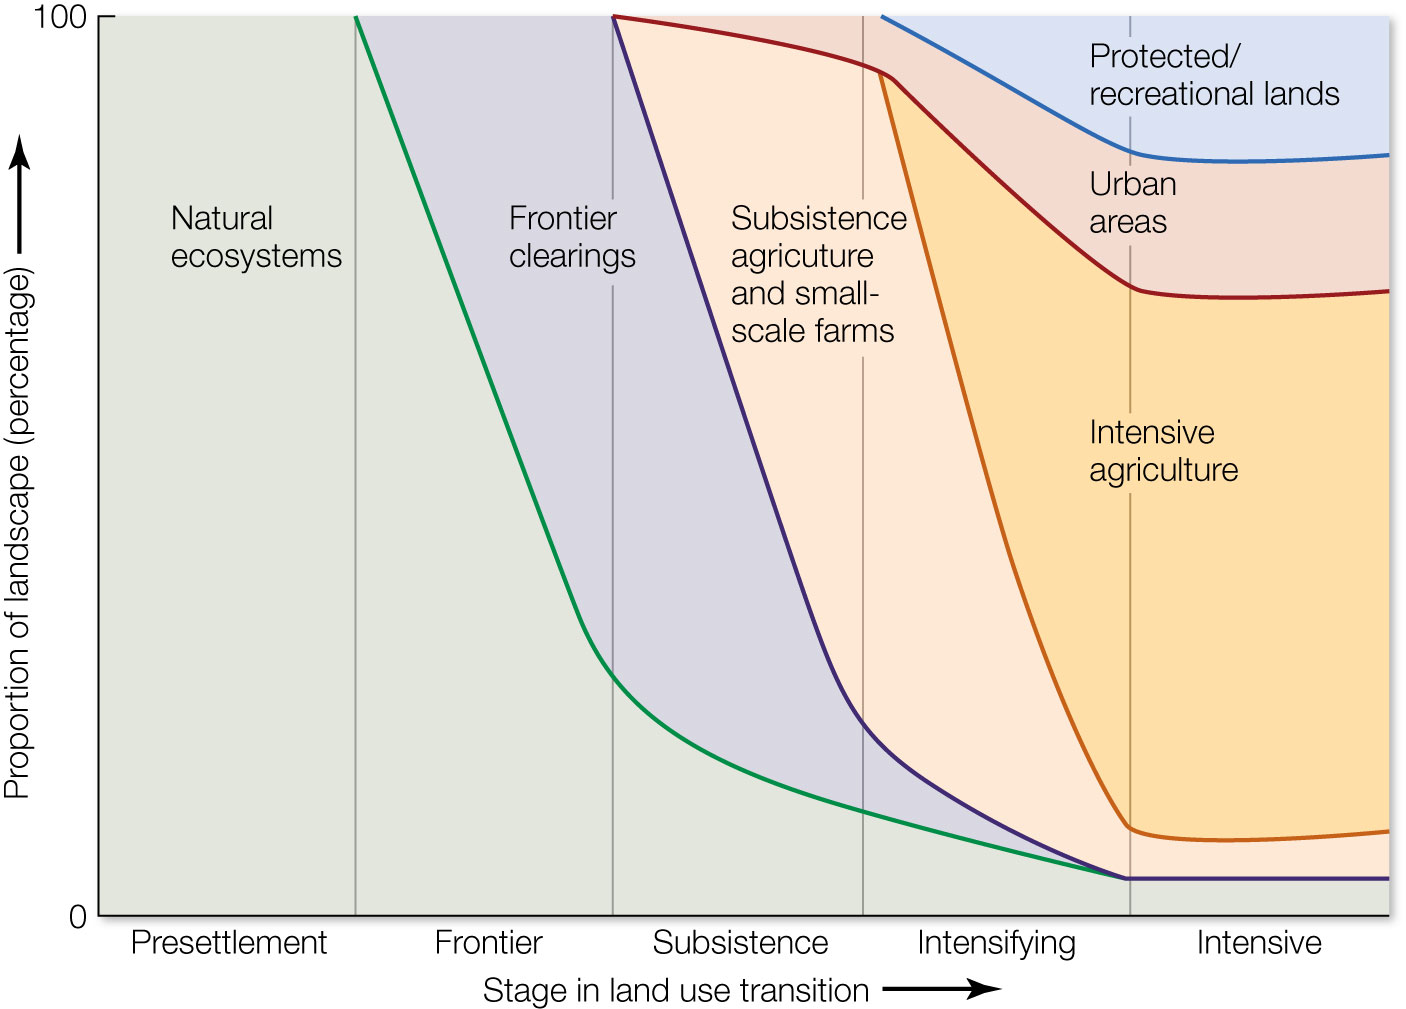 100
Protected/
recreational lands
Urban
areas
Natural
ecosystems
Frontier
clearings
Subsistence
agricuture
and small-
scale farms
Intensive
agriculture
Proportion of landscape (percentage)
0
Presettlement
Frontier
Subsistence
Intensifying
Intensive
Stage in land use transition